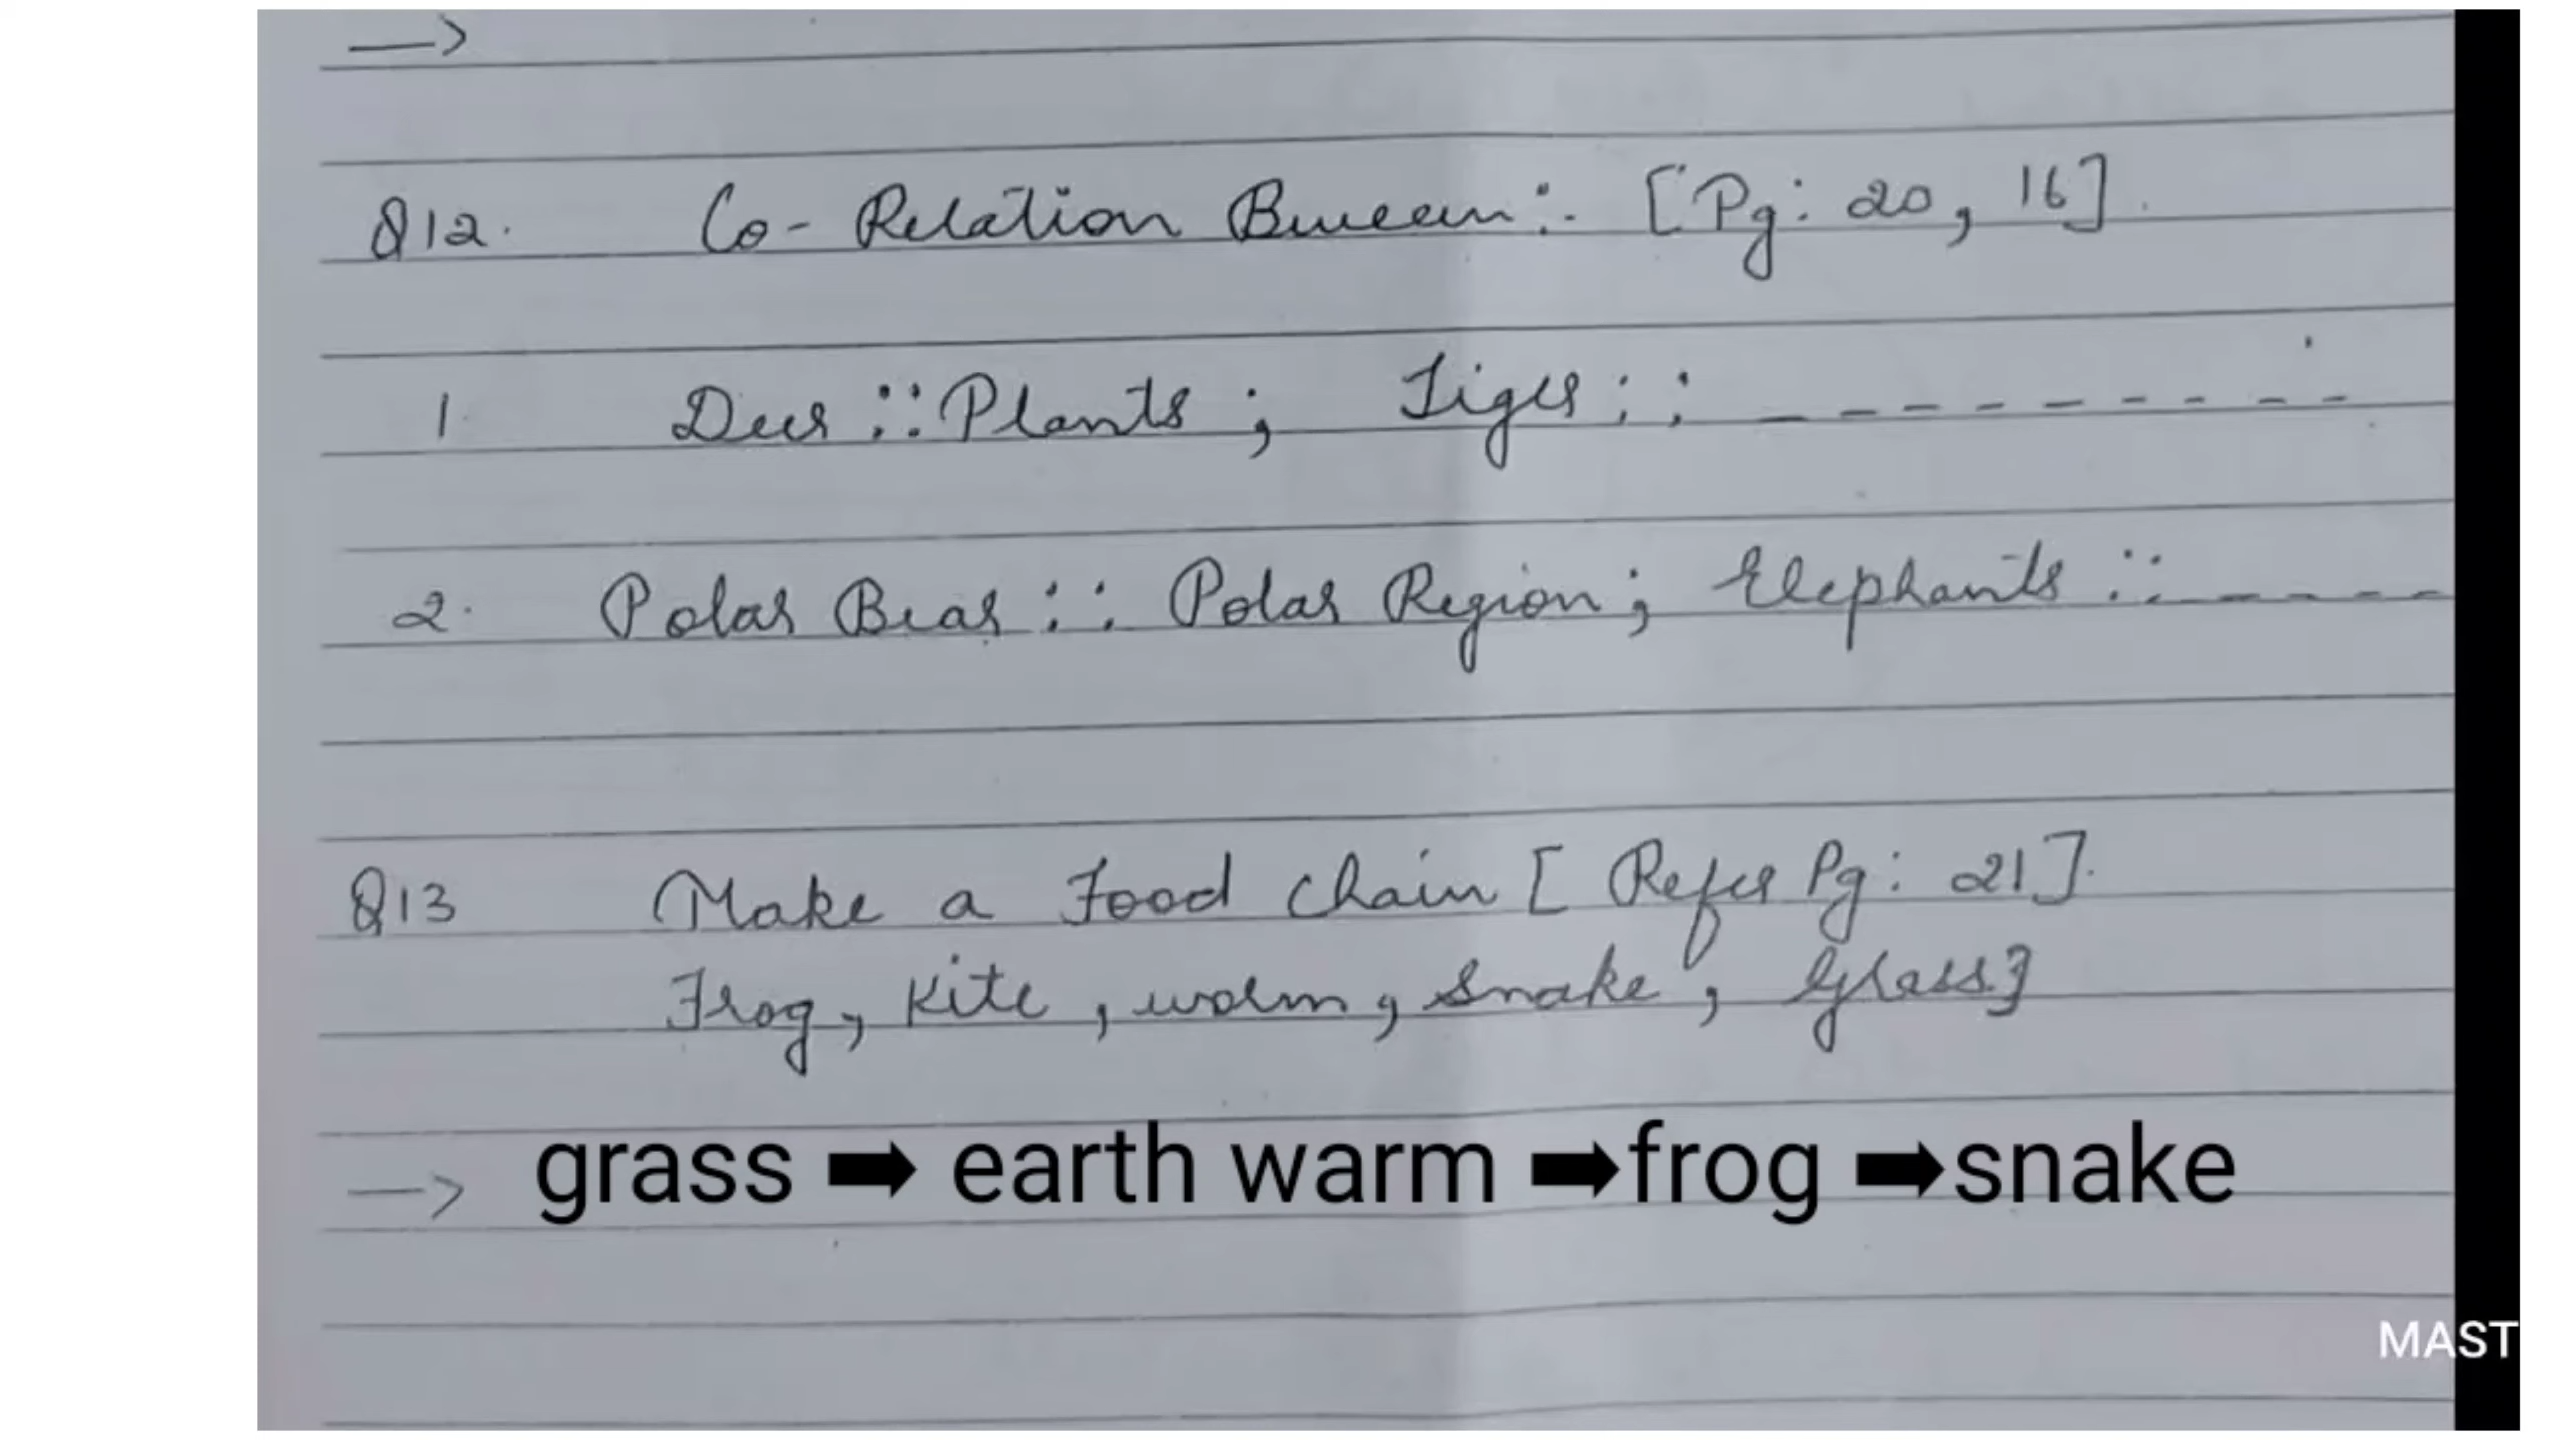 —>
Q12. Co-Relation Bween:. [Pg: 20, 16].
1. Deer :: Plants ; Tiger :: _ _ _ _ _ _ _ _ _
2. Polar Bear :: Polar Region ; Elephants :: _ _ _ _ _
Q13 Make a Food chain [ Refer Pg: 21].
Frog, Kite, worm, snake, Grass}
—> grass ➡ earth warm ➡frog ➡snake
MAST